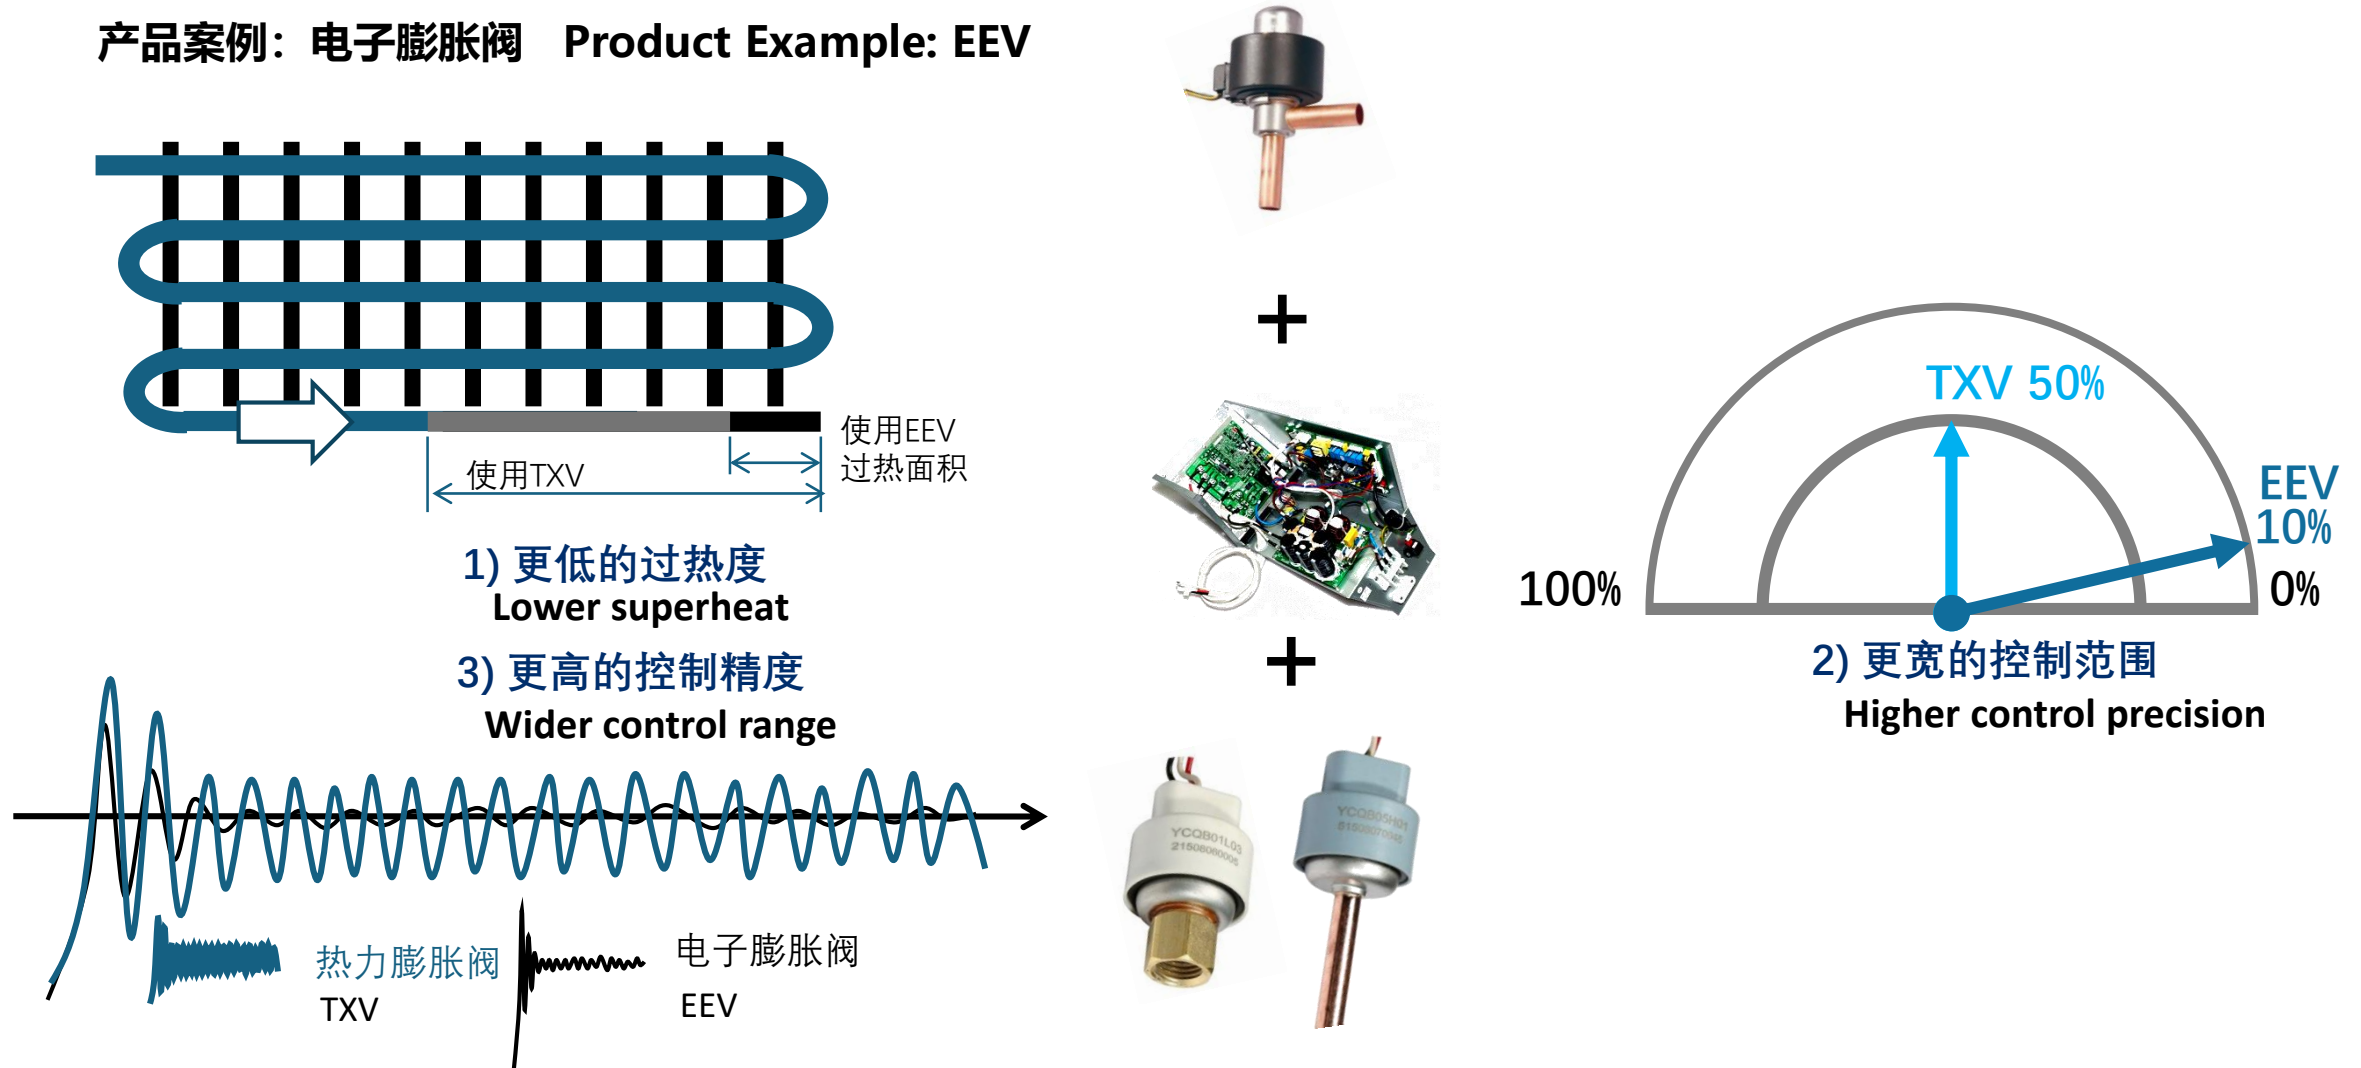 产品案例：电子膨胀阀 Product Example: EEV
使用EEV
过热面积
使用TXV
1) 更低的过热度
Lower superheat
3) 更高的控制精度
Wider control range
热力膨胀阀
TXV
电子膨胀阀
EEV
YCQB01L03
21508080005
YCQB05H01
TXV 50%
EEV
10%
100%
0%
2) 更宽的控制范围
Higher control precision